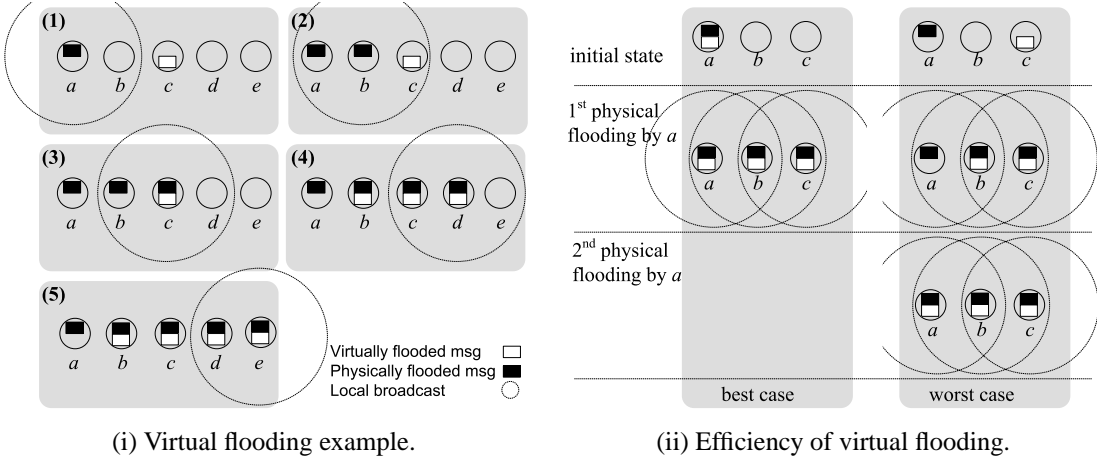 (1)
a b c d e
(2)
a b c d e
(3)
a b c d e
(4)
a b c d e
(5)
a b c d e
Virtually flooded msg
Physically flooded msg
Local broadcast
(i) Virtual flooding example.
initial state
a b c
a b c
1st physical
flooding by a
a b c
a b c
2nd physical
flooding by a
a b c
best case
worst case
(ii) Efficiency of virtual flooding.